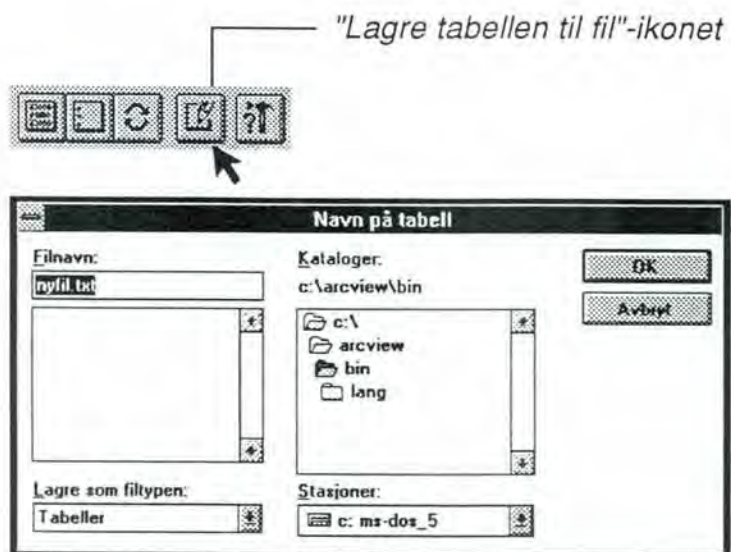 "Lagre tabellen til fil"-ikonet
Navn på tabell
Filnavn:
nyfil.txt
Kataloger:
c:\arcview\bin
c:\
arcview
bin
lang
OK
Avbryt
Lagre som filtypen:
Tabeller
Stasjoner:
c: ms-dos_5